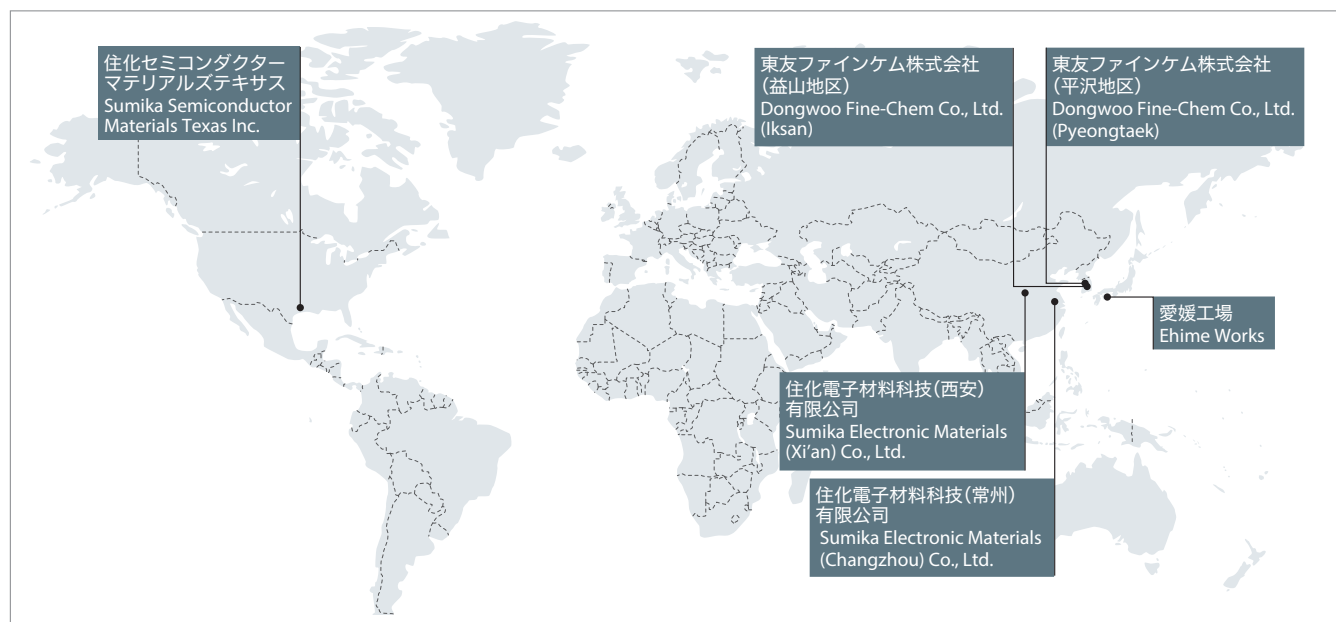 住化セミコンダクター
マテリアルズテキサス
Sumika Semiconductor
Materials Texas Inc.
東友ファインケム株式会社
(益山地区)
Dongwoo Fine-Chem Co., Ltd.
(Iksan)
東友ファインケム株式会社
(平沢地区)
Dongwoo Fine-Chem Co., Ltd.
(Pyeongtaek)
愛媛工場
Ehime Works
住化電子材料科技(西安)
有限公司
Sumika Electronic Materials
(Xi’an) Co., Ltd.
住化電子材料科技(常州)
有限公司
Sumika Electronic Materials
(Changzhou) Co., Ltd.